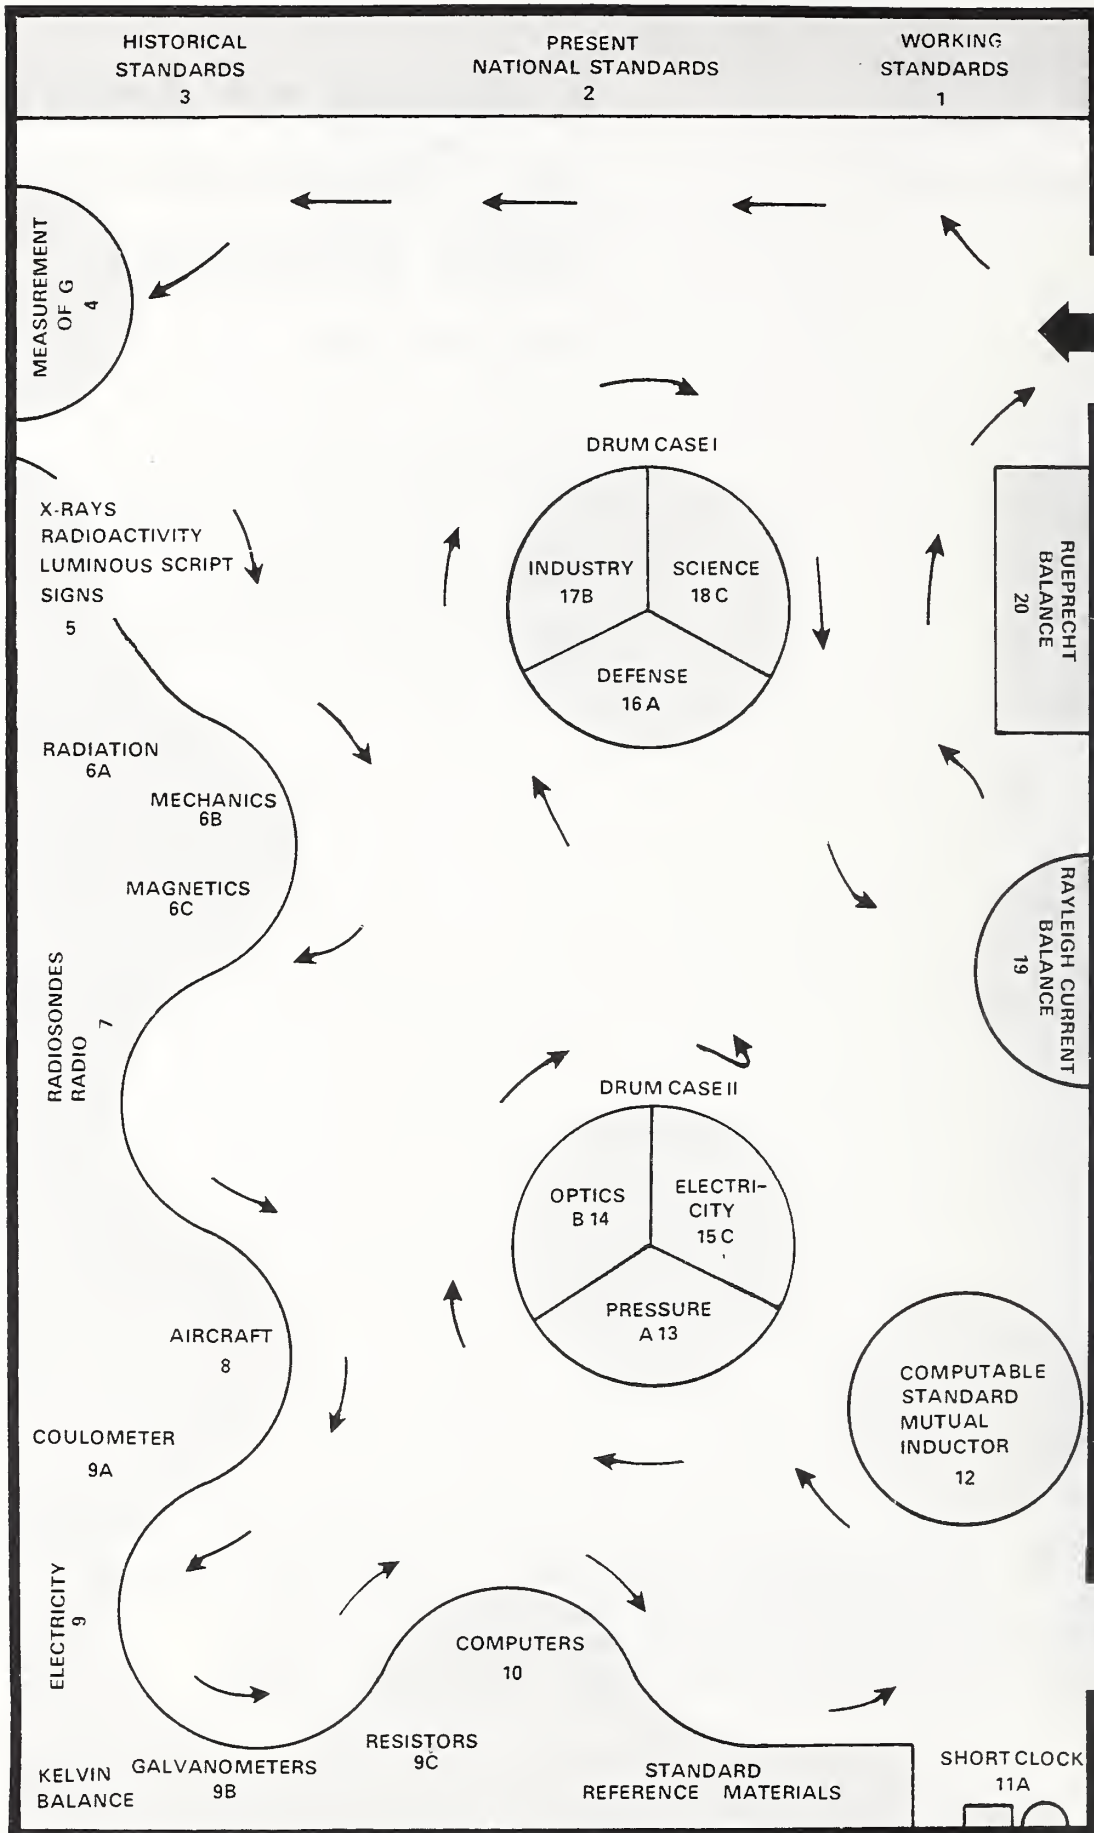 HISTORICAL
STANDARDS
3
PRESENT
NATIONAL STANDARDS
2
WORKING
STANDARDS
1
MEASUREMENT
OF G
4
DRUM CASE I
INDUSTRY
17B
SCIENCE
18 C
DEFENSE
16 A
X-RAYS
RADIOACTIVITY
LUMINOUS SCRIPT
SIGNS
5
RUEPRECHT
BALANCE
20
RADIATION
6A
MECHANICS
6B
MAGNETICS
6C
RAYLEIGH CURRENT
BALANCE
19
RADIOSONDES
RADIO
7
DRUM CASE II
OPTICS
B 14
ELECTRI-
CITY
15 C
PRESSURE
A 13
AIRCRAFT
8
COMPUTABLE
STANDARD
MUTUAL
INDUCTOR
12
COULOMETER
9A
ELECTRICITY
9
COMPUTERS
10
RESISTORS
9C
GALVANOMETERS
9B
KELVIN
BALANCE
STANDARD
REFERENCE MATERIALS
SHORT CLOCK
11A